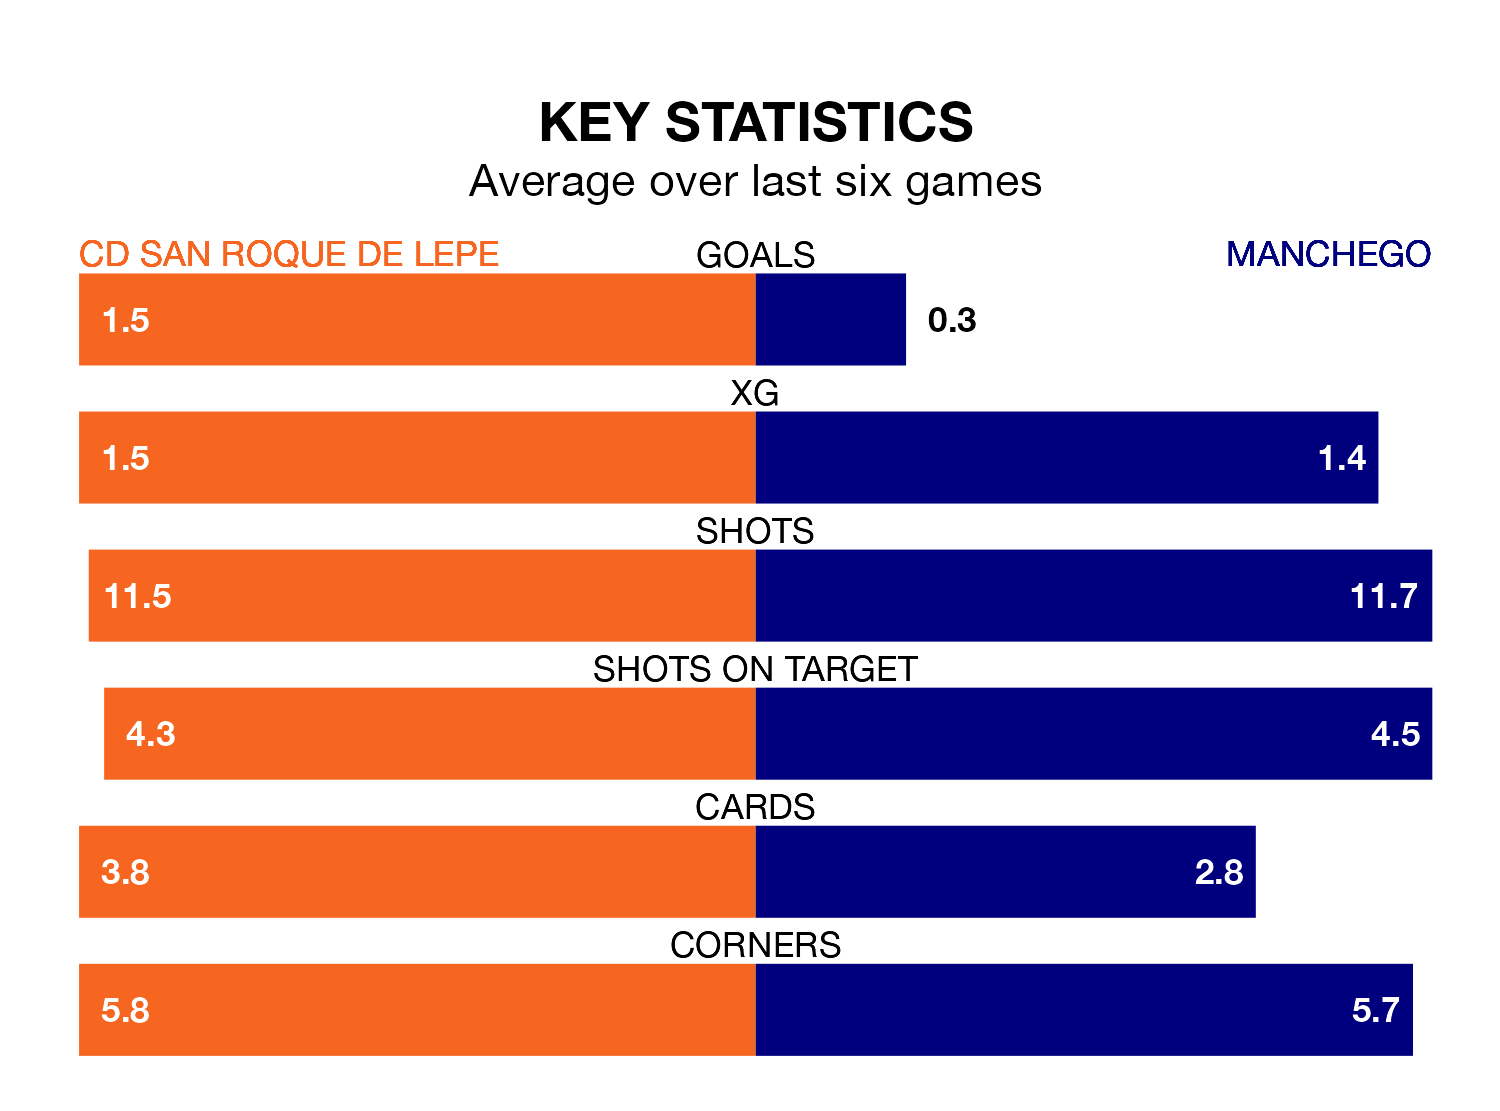 KEY STATISTICS
Average over last six games
CD SAN ROQUE DE LEPE GOALS MANCHEGO
1.5 0.3
XG
1.5 1.4
SHOTS
11.5 11.7
SHOTS ON TARGET
4.3 4.5
CARDS
3.8 2.8
CORNERS
5.8 5.7